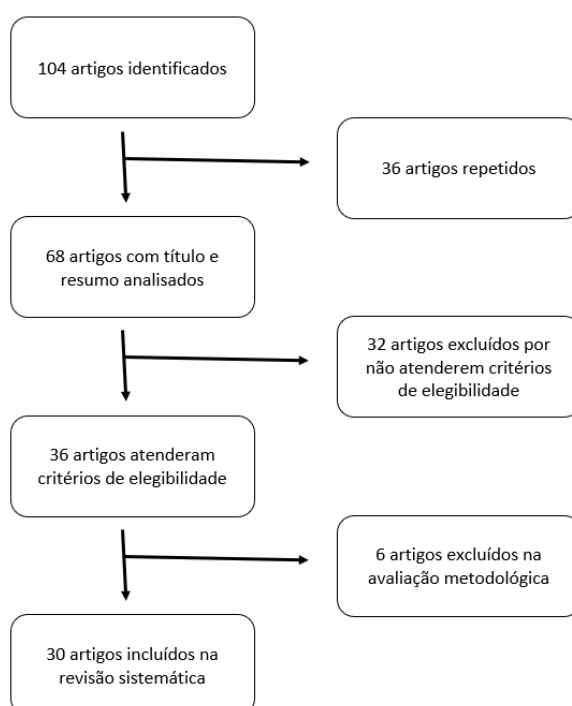 104 artigos identificados
36 artigos repetidos
68 artigos com título e
resumo analisados
32 artigos excluídos por
não atenderem critérios
de elegibilidade
36 artigos atenderam
critérios de elegibilidade
6 artigos excluídos na
avaliação metodológica
30 artigos incluídos na
revisão sistemática